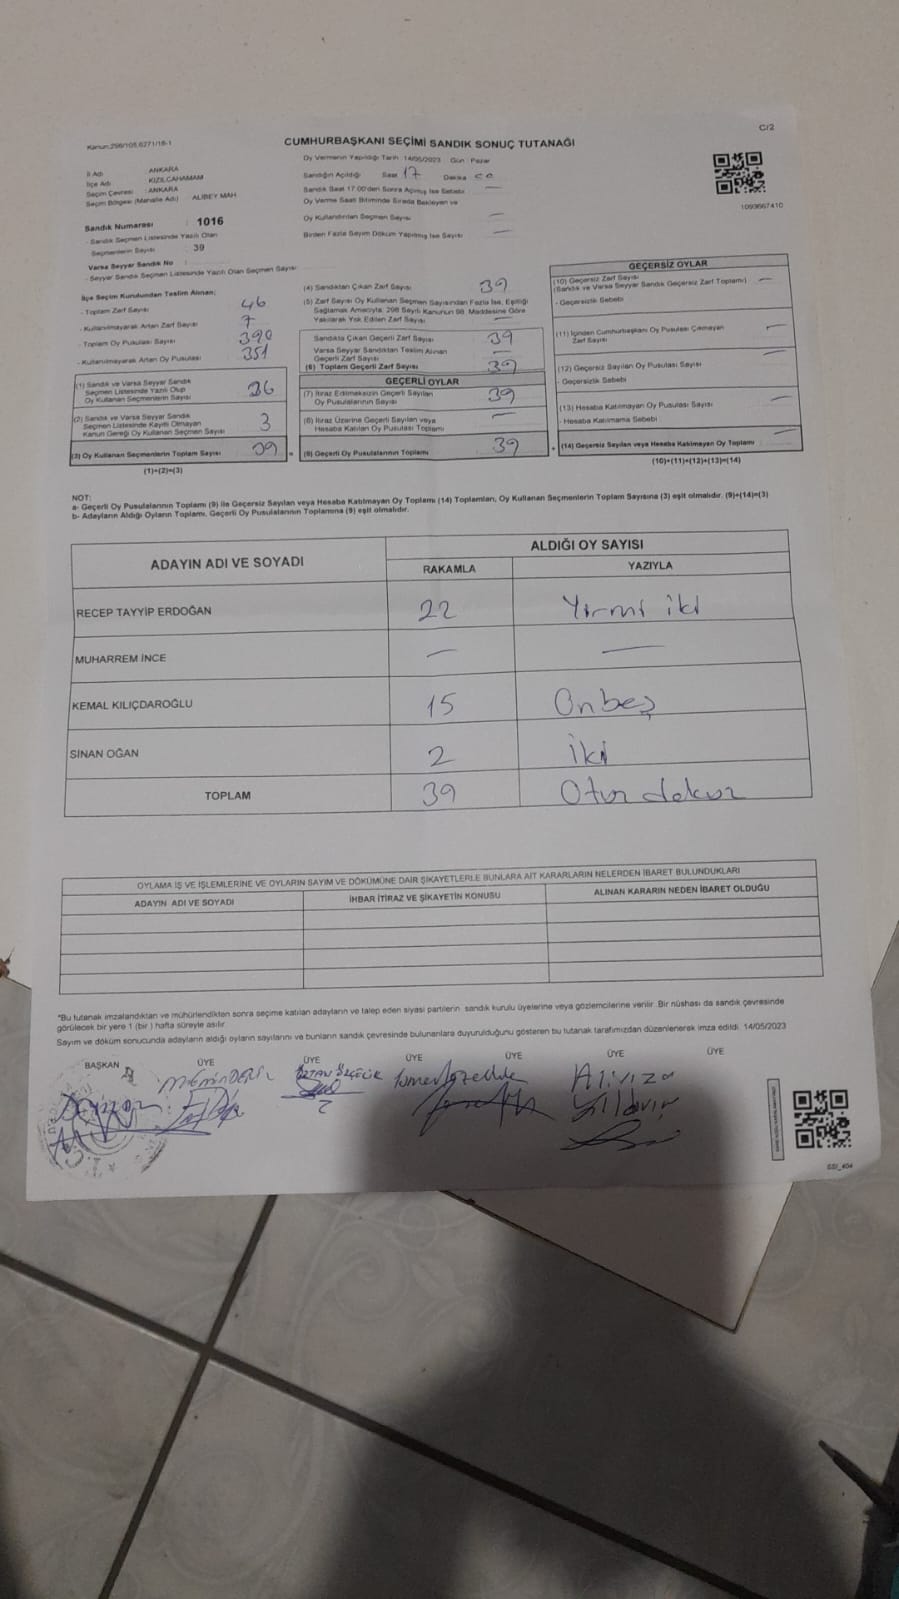 C/2
Kanun:298/105,6271/18-1
CUMHURBAŞKANI SEÇİMİ SANDIK SONUÇ TUTANAĞI
İl Adı : ANKARA
İlçe Adı : KIZILCAHAMAM
Seçim Çevresi : ANKARA
Seçim Bölgesi (Mahalle Adı) : ALIBEY MAH.
Sandık Numarası : 1016
- Sandık Seçmen Listesinde Yazılı Olan
Seçmenlerin Sayısı : 39
Varsa Seyyar Sandık No :
- Seyyar Sandık Seçmen Listesinde Yazılı Olan Seçmen Sayısı :
Oy Vermenin Yapıldığı Tarih :14/05/2023 Gün : Pazar
Sandığın Açıldığı Saat 17 Dakika 00
Sandık Saat 17.00'den Sonra Açılmış İse Sebebi : —
Oy Verme Saati Bitiminde Sırada Bekleyen ve
Oy Kullandırılan Seçmen Sayısı —
Birden Fazla Sayım Döküm Yapılmış İse Sayısı —
1093667410
İlçe Seçim Kurulundan Teslim Alınan;
- Toplam Zarf Sayısı 46
- Kullanılmayarak Artan Zarf Sayısı 7
- Toplam Oy Pusulası Sayısı 390
- Kullanılmayarak Artan Oy Pusulası 351
(1) Sandık ve Varsa Seyyar Sandık
Seçmen Listesinde Yazılı Olup
Oy Kullanan Seçmenlerin Sayısı 36
(2) Sandık ve Varsa Seyyar Sandık
Seçmen Listesinde Kayıtlı Olmayan
Kanun Gereği Oy Kullanan Seçmen Sayısı 3
(3) Oy Kullanan Seçmenlerin Toplam Sayısı 39
(1)+(2)=(3)
(4) Sandıktan Çıkan Zarf Sayısı 39
(5) Zarf Sayısı Oy Kullanan Seçmen Sayısından Fazla İse, Eşitliği
Sağlamak Amacıyla, 298 Sayılı Kanunun 98. Maddesine Göre
Yakılarak Yok Edilen Zarf Sayısı —
Sandıkta Çıkan Geçerli Zarf Sayısı 39
Varsa Seyyar Sandıktan Teslim Alınan
Geçerli Zarf Sayısı —
(6) Toplam Geçerli Zarf Sayısı 39
GEÇERLİ OYLAR
(7) İtiraz Edilmeksizin Geçerli Sayılan
Oy Pusulalarının Sayısı 39
(8) İtiraz Üzerine Geçerli Sayılan veya
Hesaba Katılan Oy Pusulası Toplamı —
= (9) Geçerli Oy Pusulalarının Toplamı 39
GEÇERSİZ OYLAR
(10) Geçersiz Zarf Sayısı —
(Sandık ve Varsa Seyyar Sandık Geçersiz Zarf Toplamı)
- Geçersizlik Sebebi
(11) İçinden Cumhurbaşkanı Oy Pusulası Çıkmayan —
Zarf Sayısı
(12) Geçersiz Sayılan Oy Pusulası Sayısı —
- Geçersizlik Sebebi
(13) Hesaba Katılmayan Oy Pusulası Sayısı —
- Hesaba Katılmama Sebebi
+ (14) Geçersiz Sayılan veya Hesaba Katılmayan Oy Toplamı —
(10)+(11)+(12)+(13)=(14)
NOT:
a- Geçerli Oy Pusulalarının Toplamı (9) ile Geçersiz Sayılan veya Hesaba Katılmayan Oy Toplamı (14) Toplamları, Oy Kullanan Seçmenlerin Toplam Sayısına (3) eşit olmalıdır. (9)+(14)=(3)
b- Adayların Aldığı Oyların Toplamı, Geçerli Oy Pusulalarının Toplamına (9) eşit olmalıdır.
ADAYIN ADI VE SOYADI ALDIĞI OY SAYISI
RAKAMLA YAZIYLA
RECEP TAYYİP ERDOĞAN 22 Yirmi iki
MUHARREM İNCE — —
KEMAL KILIÇDAROĞLU 15 Onbeş
SİNAN OĞAN 2 İki
TOPLAM 39 Otuz dokuz
OYLAMA İŞ VE İŞLEMLERİNE VE OYLARIN SAYIM VE DÖKÜMÜNE DAİR ŞİKAYETLERLE BUNLARA AİT KARARLARIN NELERDEN İBARET BULUNDUKLARI
ADAYIN ADI VE SOYADI İHBAR İTİRAZ VE ŞİKAYETİN KONUSU ALINAN KARARIN NEDEN İBARET OLDUĞU
*Bu tutanak imzalandıktan ve mühürlendikten sonra seçime katılan adayların ve talep eden siyasi partilerin sandık kurulu üyelerine veya gözlemcilerine verilir. Bir nüshası da sandık çevresinde
görülecek bir yere 1 (bir ) hafta süreyle asılır.
Sayım ve döküm sonucunda adayların aldığı oyların sayılarını ve bunların sandık çevresinde bulunanlara duyurulduğunu gösteren bu tutanak tarafımızdan düzenlenerek imza edildi. 14/05/2023
BAŞKAN ÜYE ÜYE ÜYE ÜYE ÜYE ÜYE
Aliriza
Yıldırım